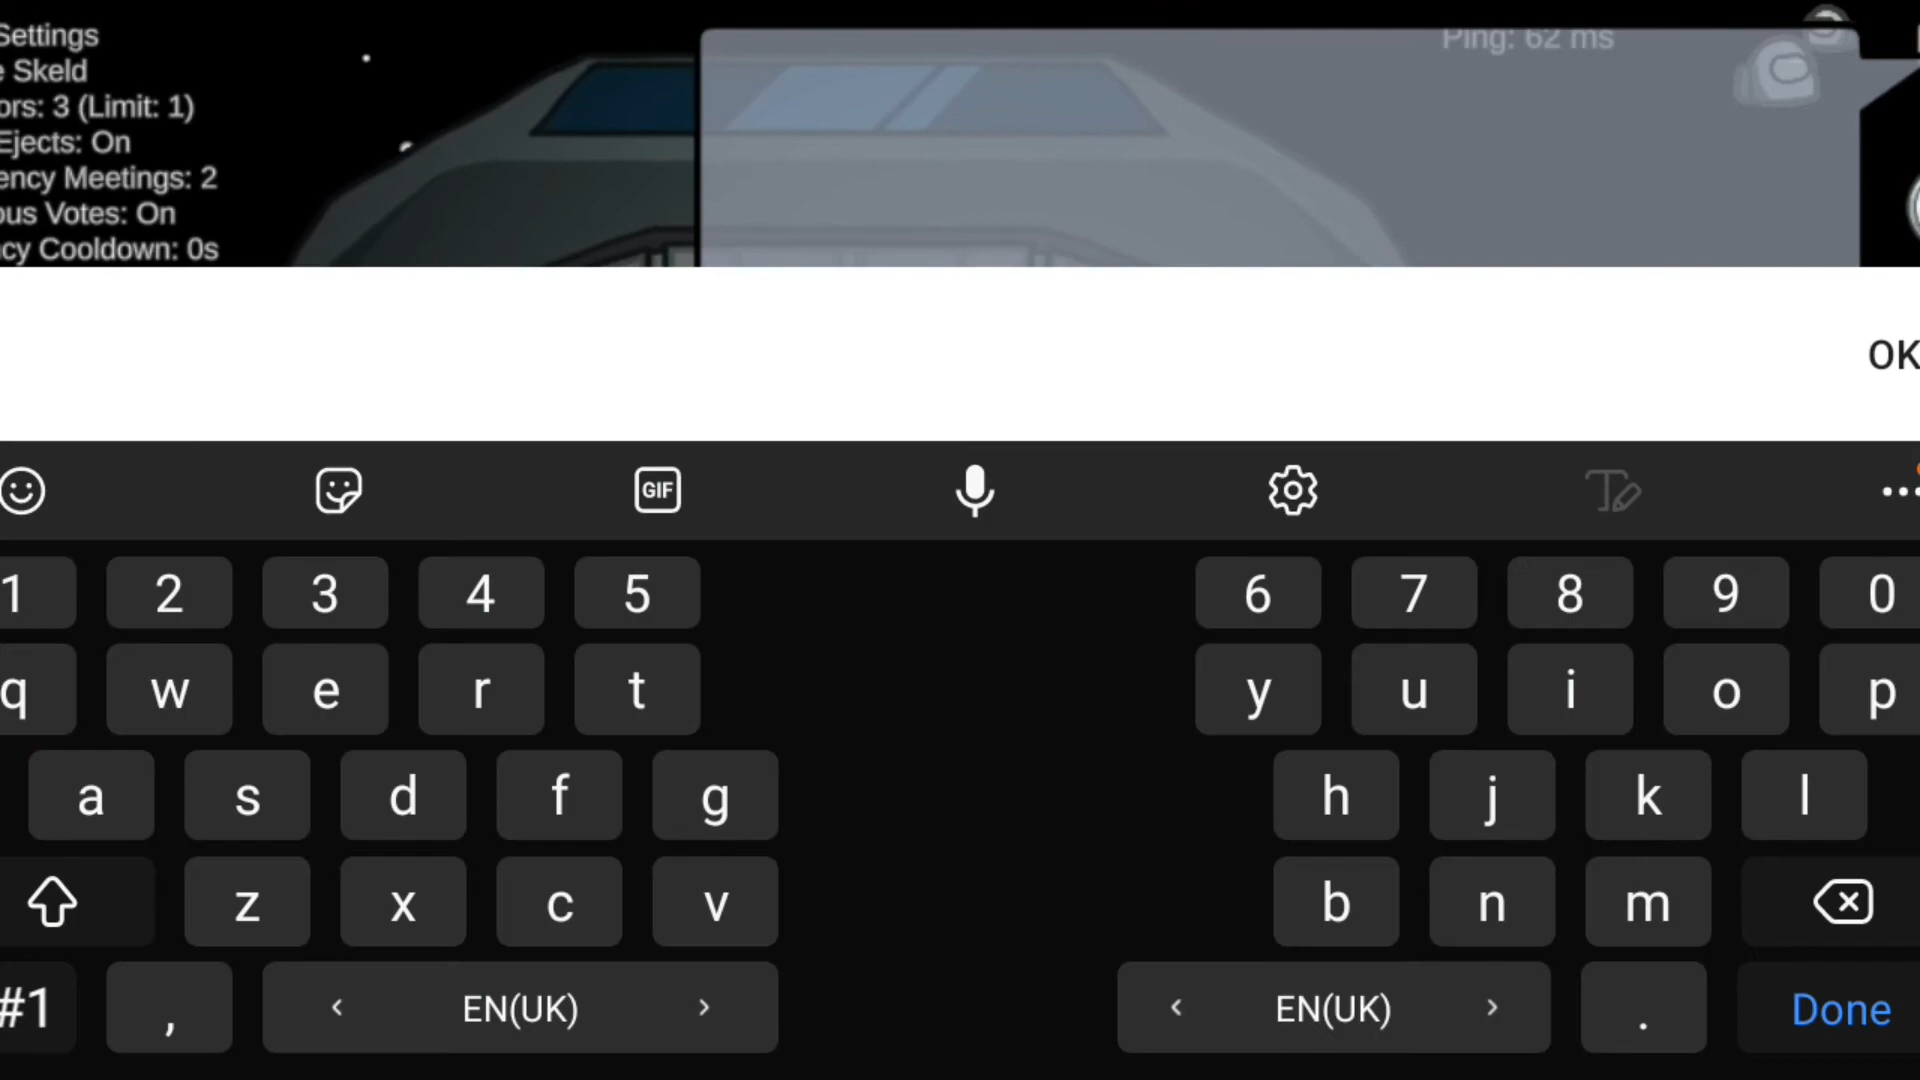 Settings
e Skeld
ors: 3 (Limit: 1)
Ejects: On
ency Meetings: 2
ous Votes: On
ncy Cooldown: 0s
Ping: 62 ms
OK
GIF
1 2 3 4 5 6 7 8 9 0
q w e r t y u i o p
a s d f g h j k l
z x c v b n m
#1 , < EN(UK) > < EN(UK) > . Done